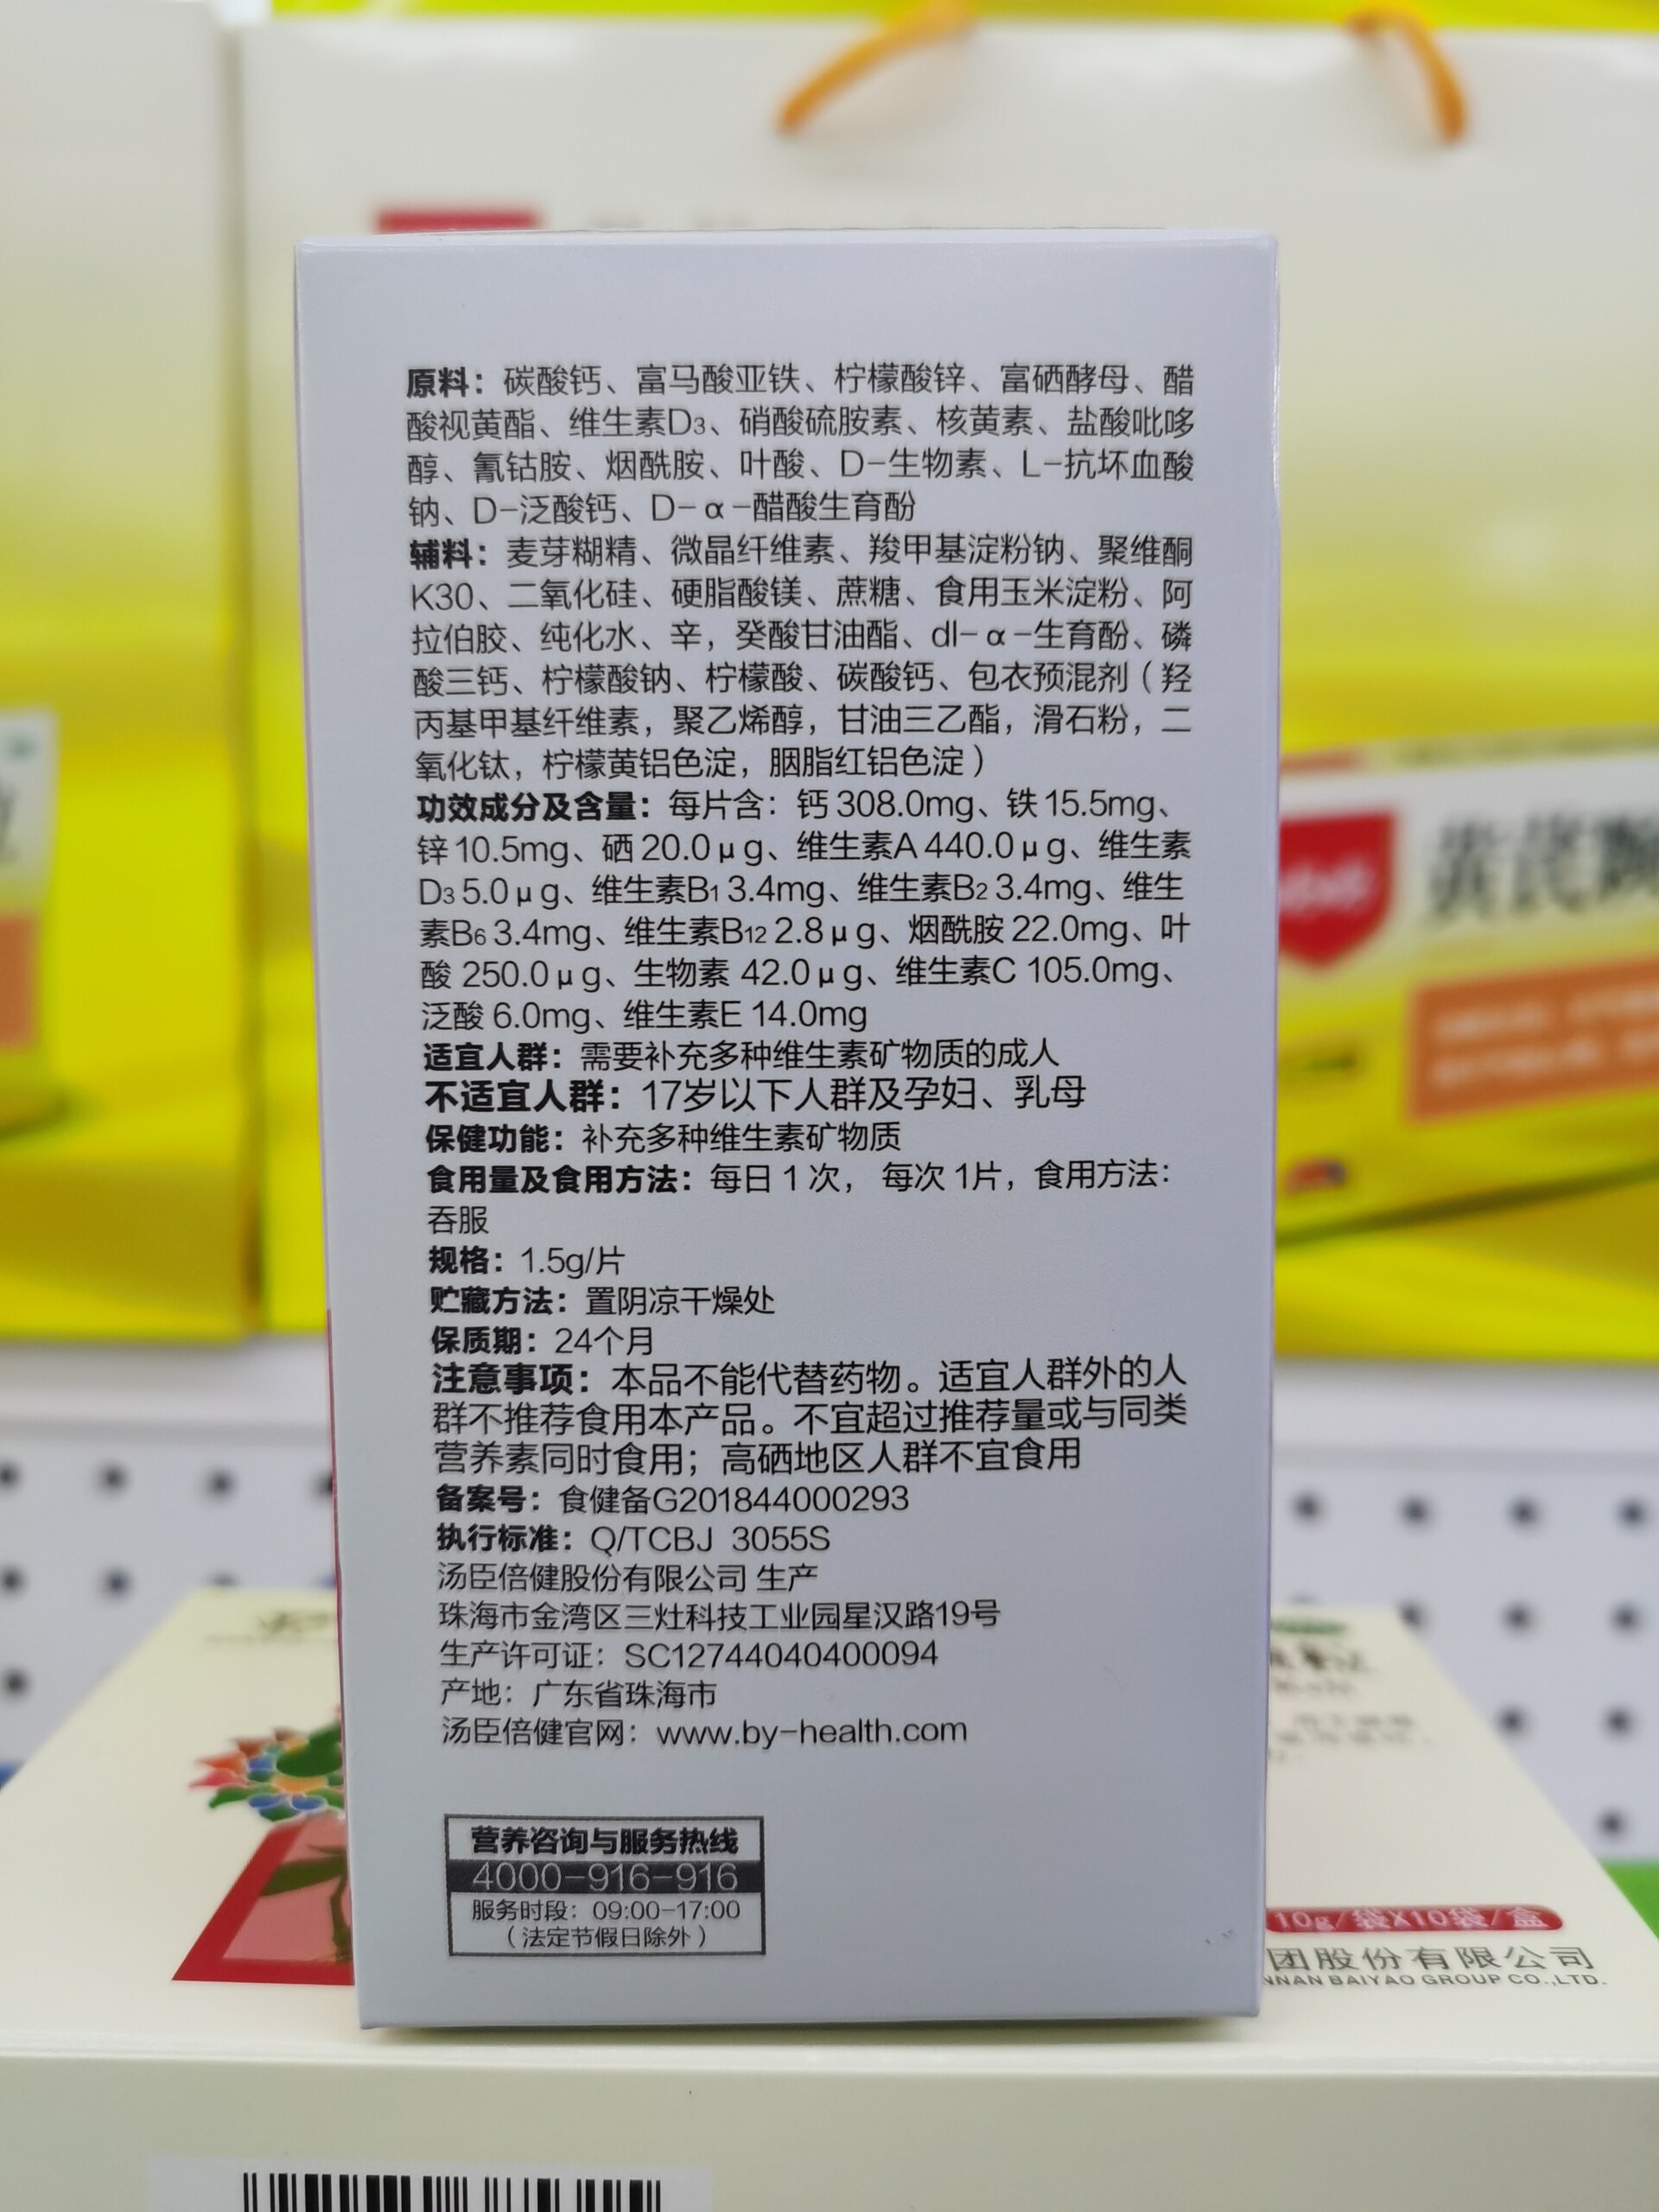 原料：碳酸钙、富马酸亚铁、柠檬酸锌、富硒酵母、醋
酸视黄酯、维生素D3、硝酸硫胺素、核黄素、盐酸吡哆
醇、氰钴胺、烟酰胺、叶酸、D-生物素、L-抗坏血酸
钠、D-泛酸钙、D-α-醋酸生育酚
辅料：麦芽糊精、微晶纤维素、羧甲基淀粉钠、聚维酮
K30、二氧化硅、硬脂酸镁、蔗糖、食用玉米淀粉、阿
拉伯胶、纯化水、辛，癸酸甘油酯、dl-α-生育酚、磷
酸三钙、柠檬酸钠、柠檬酸、碳酸钙、包衣预混剂（羟
丙基甲基纤维素，聚乙烯醇，甘油三乙酯，滑石粉，二
氧化钛，柠檬黄铝色淀，胭脂红铝色淀）
功效成分及含量：每片含：钙 308.0mg、铁 15.5mg、
锌 10.5mg、硒 20.0μg、维生素A 440.0μg、维生素
D3 5.0μg、维生素B1 3.4mg、维生素B2 3.4mg、维生
素B6 3.4mg、维生素B12 2.8μg、烟酰胺 22.0mg、叶
酸 250.0μg、生物素 42.0μg、维生素C 105.0mg、
泛酸 6.0mg、维生素E 14.0mg
适宜人群：需要补充多种维生素矿物质的成人
不适宜人群：17岁以下人群及孕妇、乳母
保健功能：补充多种维生素矿物质
食用量及食用方法：每日 1 次， 每次 1片，食用方法：
吞服
规格：1.5g/片
贮藏方法：置阴凉干燥处
保质期：24个月
注意事项：本品不能代替药物。适宜人群外的人
群不推荐食用本产品。不宜超过推荐量或与同类
营养素同时食用；高硒地区人群不宜食用
备案号：食健备G201844000293
执行标准：Q/TCBJ 3055S
汤臣倍健股份有限公司 生产
珠海市金湾区三灶科技工业园星汉路19号
生产许可证：SC12744040400094
产地：广东省珠海市
汤臣倍健官网：www.by-health.com
营养咨询与服务热线
4000-916-916
服务时段：09:00-17:00
（法定节假日除外）
10g/袋X10袋/盒
团股份有限公司
NNAN BAIYAO GROUP CO.,LTD.